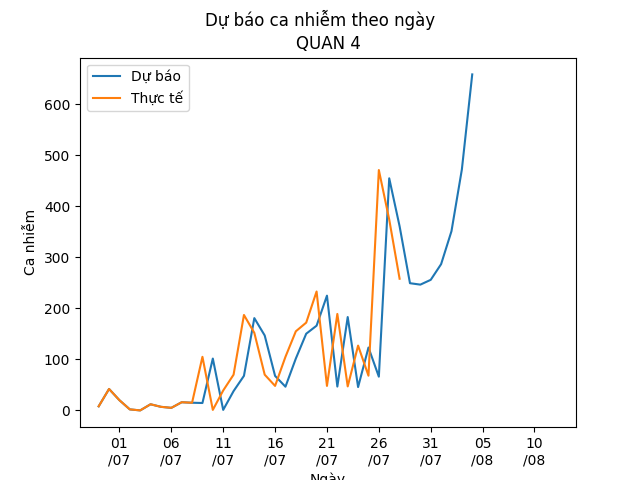 Dự báo ca nhiễm theo ngày
QUAN 4
Dự báo
Thực tế
Ca nhiễm
600
500
400
300
200
100
0
01 06 11 16 21 26 31 05 10
/07 /07 /07 /07 /07 /07 /07 /08 /08
Ngày